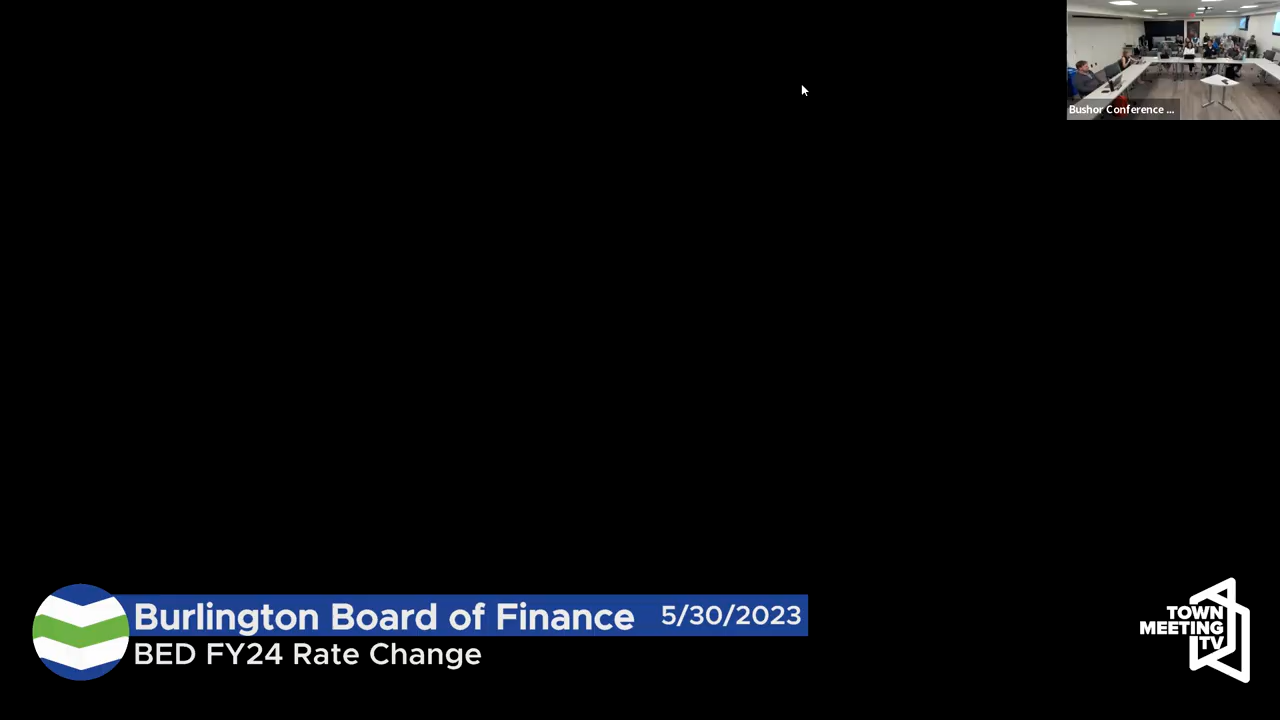 Bushor Conference ...
Burlington Board of Finance 5/30/2023
BED FY24 Rate Change
TOWN
MEETING
TV